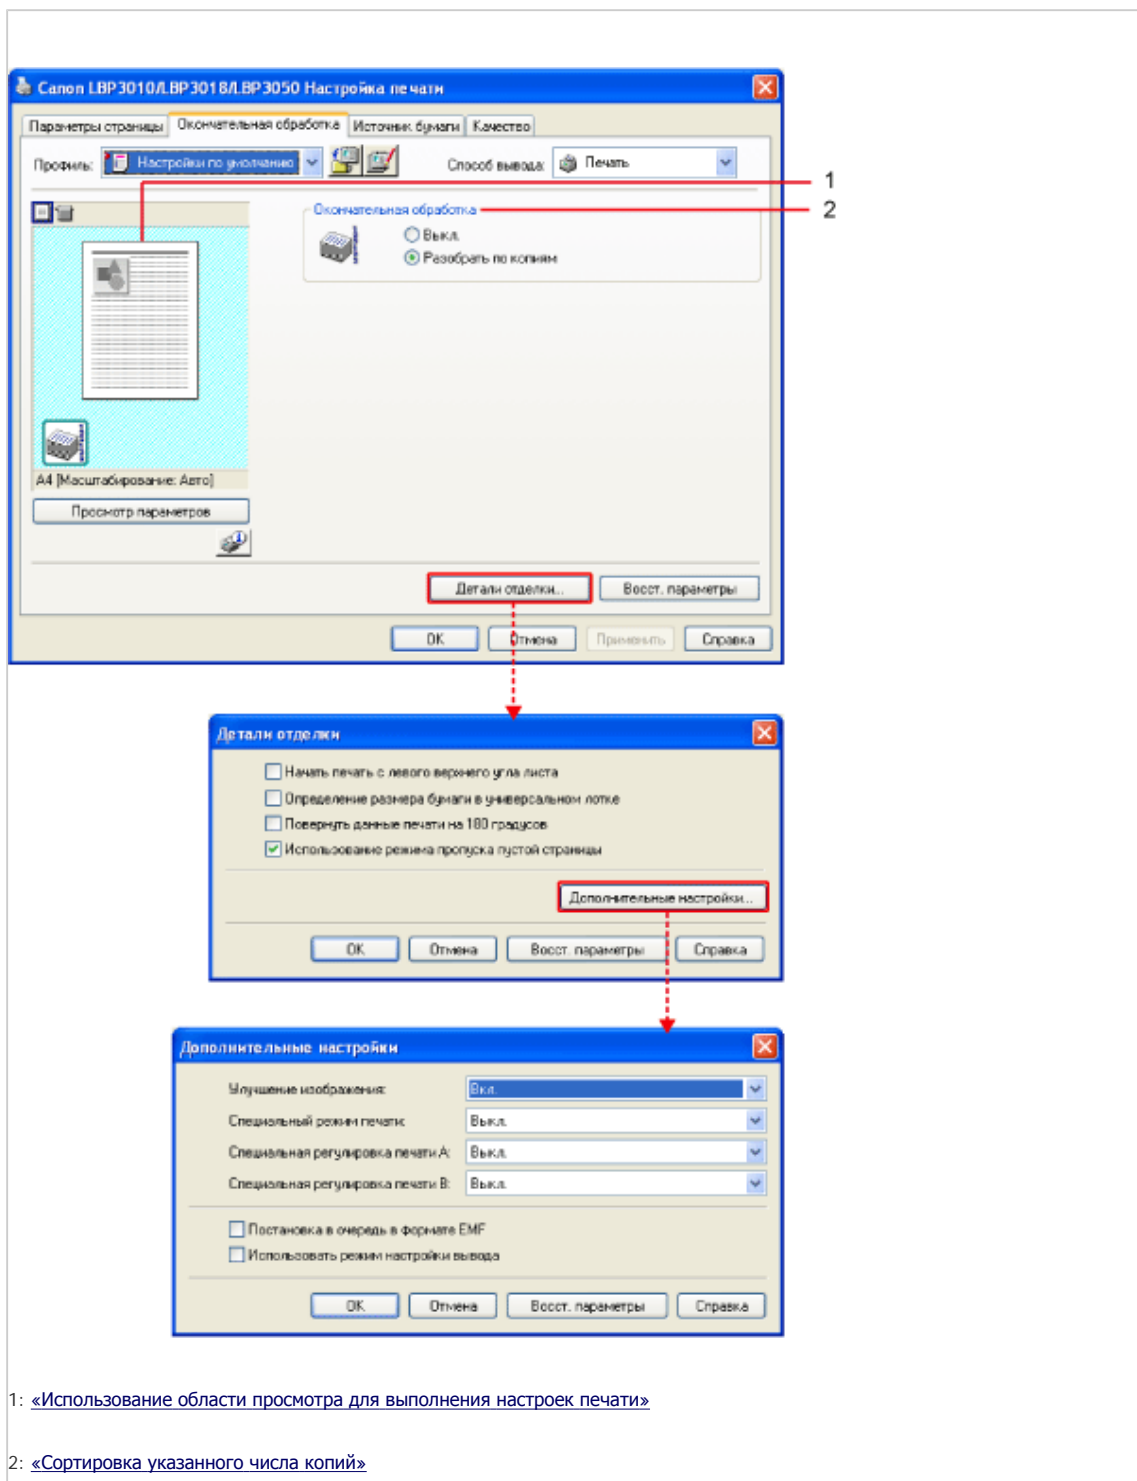 Canon LBP3010/LBP3018/LBP3050 Настройка печати
Параметры страницы Окончательная обработка Источник бумаги Качество
Профиль: Настройки по умолчанию Способ вывода: Печать
1
2
Окончательная обработка
Выкл.
Разобрать по копиям
A4 [Масштабирование: Авто]
Просмотр параметров
Детали отделки... Восст. параметры
OK Отмена Применить Справка
Детали отделки
Начать печать с левого верхнего угла листа
Определение размера бумаги в универсальном лотке
Повернуть данные печати на 180 градусов
Использование режима пропуска пустой страницы
Дополнительные настройки...
OK Отмена Восст. параметры Справка
Дополнительные настройки
Улучшение изображения: Вкл.
Специальный режим печати: Выкл.
Специальная регулировка печати A: Выкл.
Специальная регулировка печати B: Выкл.
Постановка в очередь в формате EMF
Использовать режим настройки вывода
OK Отмена Восст. параметры Справка
1: «Использование области просмотра для выполнения настроек печати»
2: «Сортировка указанного числа копий»